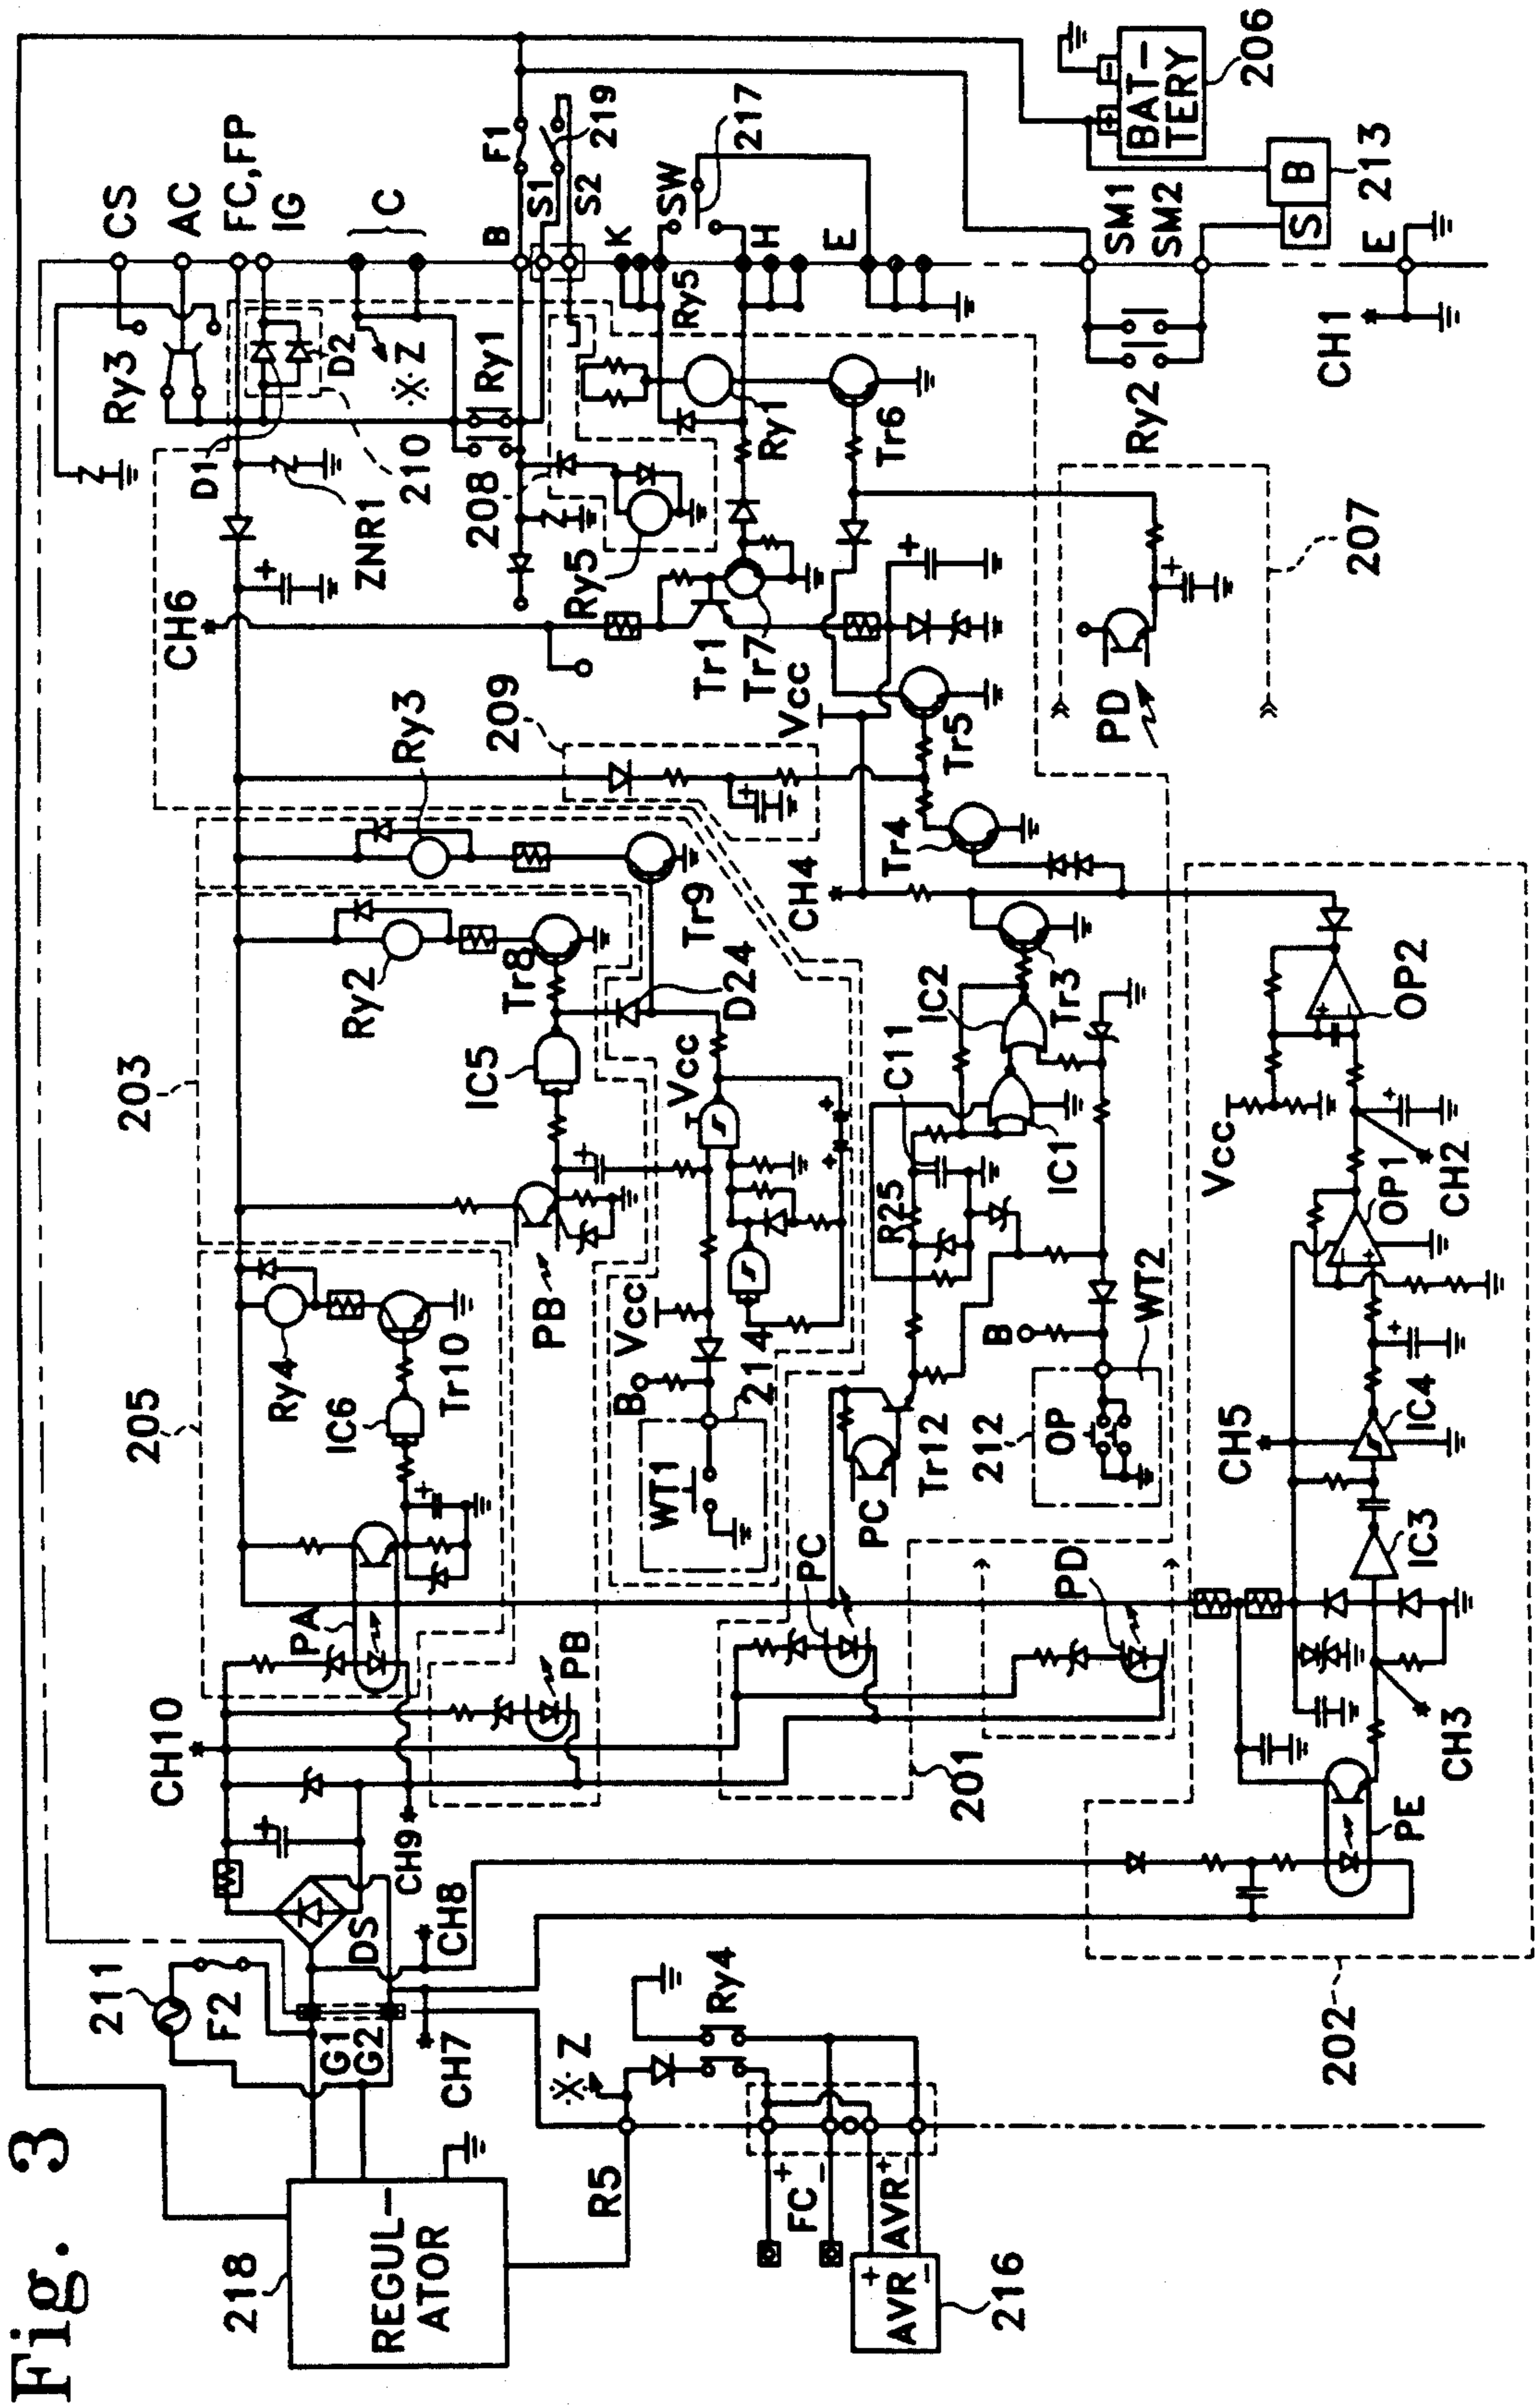 Fig. 3
218
REGUL-
ATOR
211
F2
G1
G2
DS
CH7
CH8
CH9
CH10
R5
※·Z
Ry4
FC
+
−
AVR
+
−
AVR
+
−
216
205
PA
Ry4
IC6
Tr10
203
PB
PB
Ry2
IC5
Tr8
Ry3
Tr9
D24
Vcc
Vcc
B
214
WT1
201
PC
PC
PD
Tr12
R25
C11
IC1
IC2
Tr3
B
WT2
212
OP
202
PE
CH3
IC3
CH5
IC4
OP1
CH2
Vcc
OP2
CH4
Tr4
Tr5
209
Vcc
CH6
Tr1
Tr7
Ry5
208
ZNR1
210
D1
D2
Ry3
※·Z
Ry1
Ry1
Ry5
Tr6
PD
207
CS
AC
FC,FP
IG
C
B
F1
S1
S2
219
K
SW
217
H
E
SM1
SM2
Ry2
CH1
E
S
B
213
BAT-
TERY
+
−
206